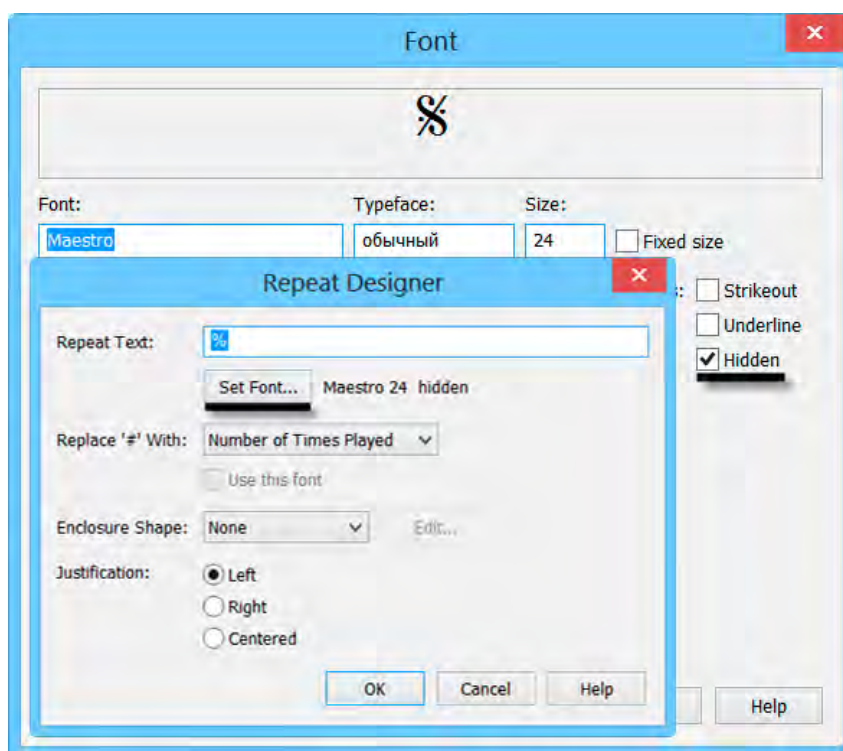 Font
𝄋
Font: Typeface: Size:
Maestro обычный 24 Fixed size
Repeat Designer
s: Strikeout
Underline
Hidden
Repeat Text: %
Set Font... Maestro 24 hidden
Replace '#' With: Number of Times Played
Use this font
Enclosure Shape: None Edit...
Justification: Left
Right
Centered
OK Cancel Help
Help